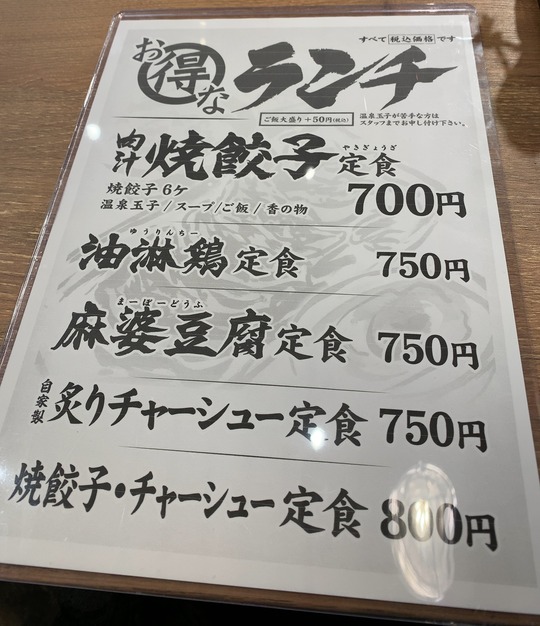 すべて税込価格です
お得なランチ
ご飯大盛り+50円(税込)
温泉玉子が苦手な方は
スタッフまでお申し付け下さい。
やきぎょうざ
肉汁焼餃子定食
焼餃子 6ケ
温泉玉子/スープ/ご飯/香の物
700円
ゆうりんちー
油淋鶏定食 750円
まーぼーどうふ
麻婆豆腐定食 750円
自家製炙りチャーシュー定食 750円
焼餃子・チャーシュー定食 800円